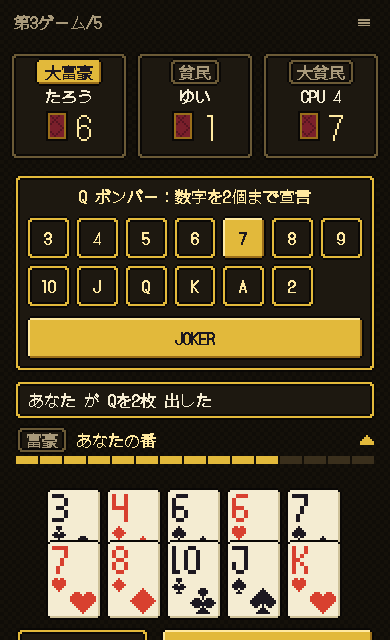 第3ゲーム/5
大富豪 貧民 大貧民
たろう ゆい CPU 4
6 1 7
Q ボンバー：数字を2個まで宣言
3 4 5 6 7 8 9
10 J Q K A 2
JOKER
あなた が Qを2枚 出した
富豪 あなたの番
3 4 6 6 7
7 8 10 J K